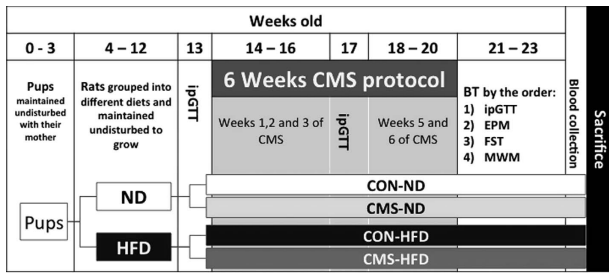 Weeks old
0 - 3
4 – 12
13
14 – 16
17
18 – 20
21 – 23
Pups
maintained
undisturbed
with their
mother
Rats grouped into
different diets and
maintained
undisturbed to
grow
ipGTT
6 Weeks CMS protocol
Weeks 1,2 and 3 of
CMS
ipGTT
Weeks 5 and
6 of CMS
BT by the order:
1) ipGTT
2) EPM
3) FST
4) MWM
Blood collection
Sacrifice
Pups
ND
HFD
CON-ND
CMS-ND
CON-HFD
CMS-HFD